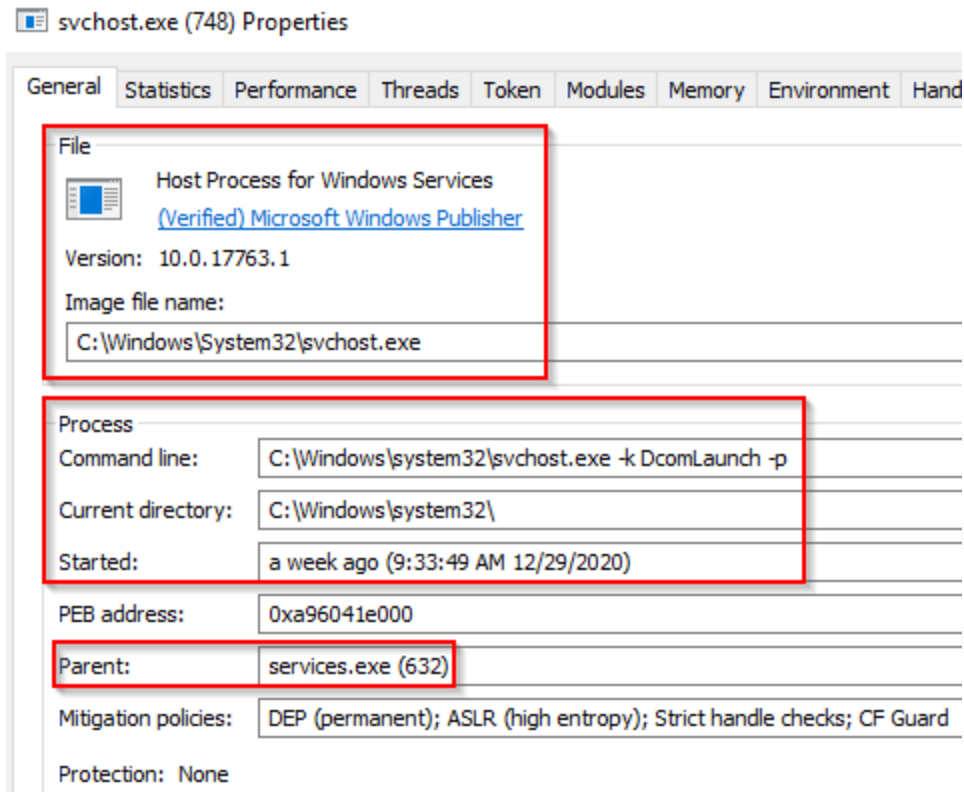 svchost.exe (748) Properties
General Statistics Performance Threads Token Modules Memory Environment Hand
File
Host Process for Windows Services
(Verified) Microsoft Windows Publisher
Version: 10.0.17763.1
Image file name:
C:\Windows\System32\svchost.exe
Process
Command line: C:\Windows\system32\svchost.exe -k DcomLaunch -p
Current directory: C:\Windows\system32\
Started: a week ago (9:33:49 AM 12/29/2020)
PEB address: 0xa96041e000
Parent: services.exe (632)
Mitigation policies: DEP (permanent); ASLR (high entropy); Strict handle checks; CF Guard
Protection: None